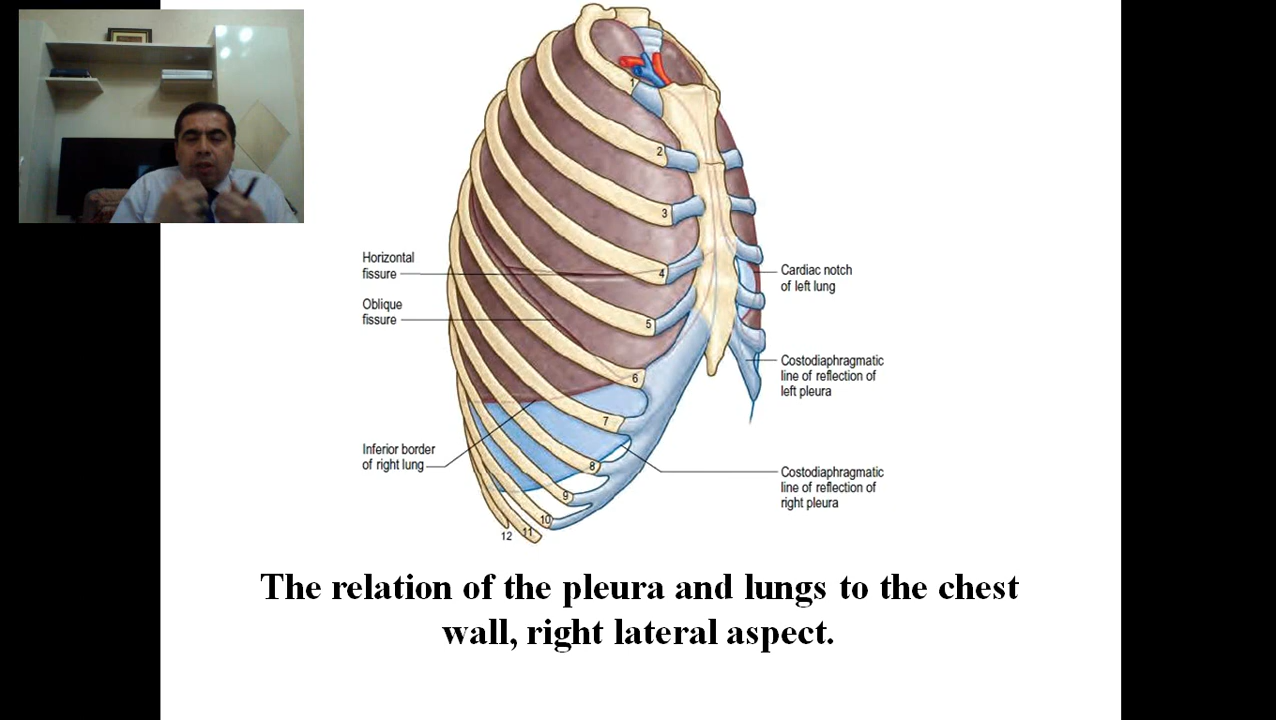 1
2
3
4
5
6
7
8
9
10
11
12
Horizontal
fissure
Oblique
fissure
Inferior border
of right lung
Cardiac notch
of left lung
Costodiaphragmatic
line of reflection of
left pleura
Costodiaphragmatic
line of reflection of
right pleura
The relation of the pleura and lungs to the chest
wall, right lateral aspect.